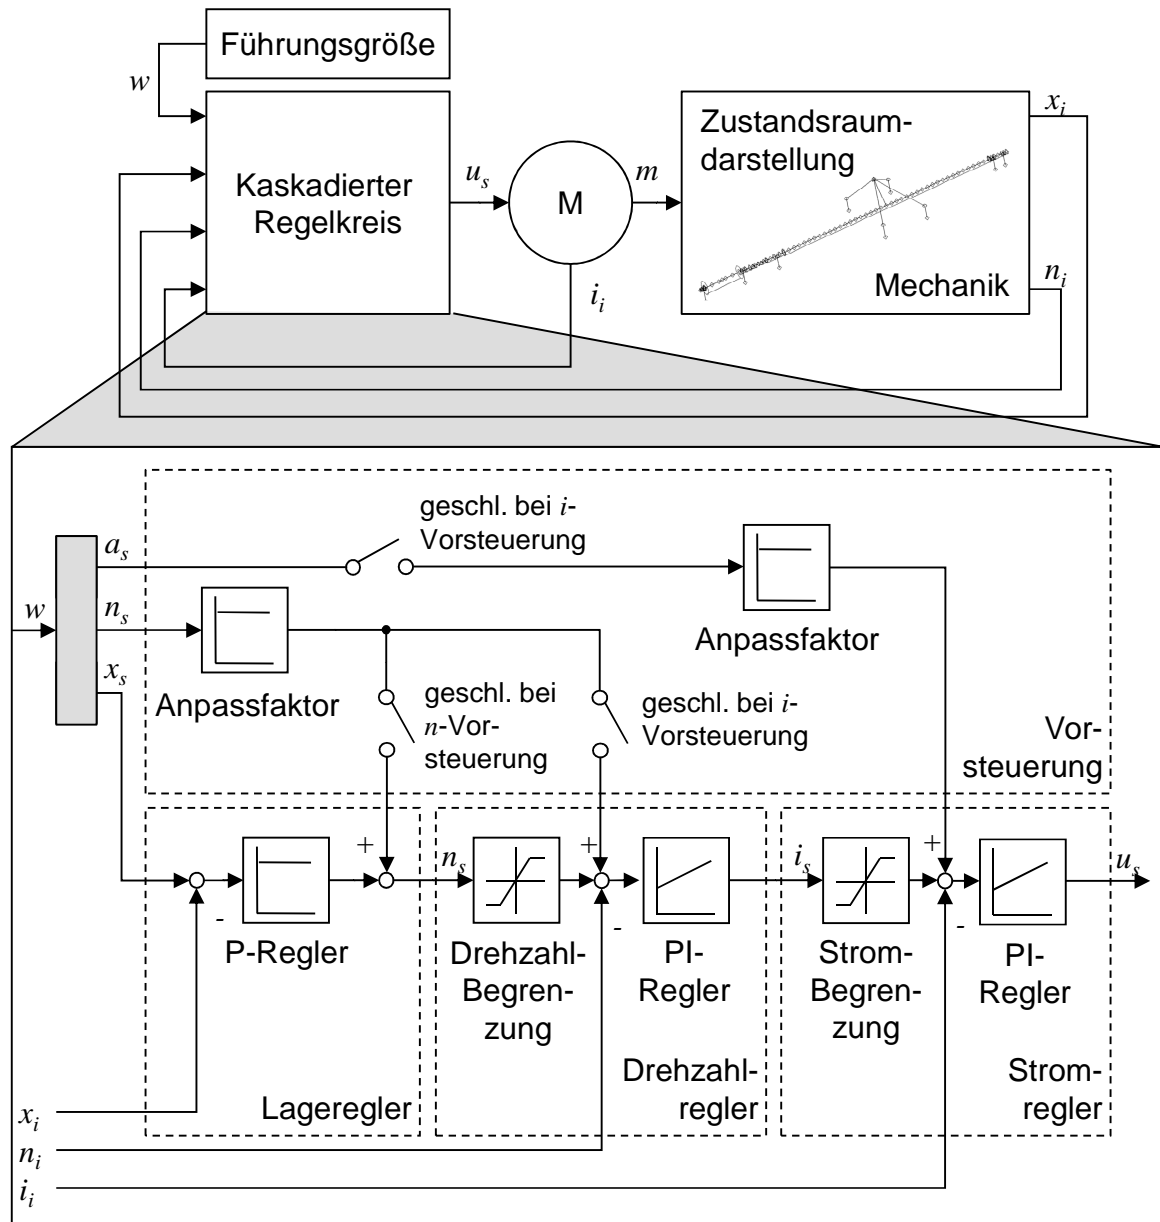 Führungsgröße
w
Kaskadierter
Regelkreis
u_s
M
m
i_i
Zustandsraum-
darstellung
Mechanik
x_i
n_i
w
a_s
n_s
x_s
geschl. bei i-
Vorsteuerung
Anpassfaktor
Anpassfaktor
geschl. bei
n-Vor-
steuerung
geschl. bei i-
Vorsteuerung
Vor-
steuerung
+
n_s
+
i_s
+
u_s
-
-
-
P-Regler
Drehzahl-
Begren-
zung
PI-
Regler
Strom-
Begren-
zung
PI-
Regler
Lageregler
Drehzahl-
regler
Strom-
regler
x_i
n_i
i_i